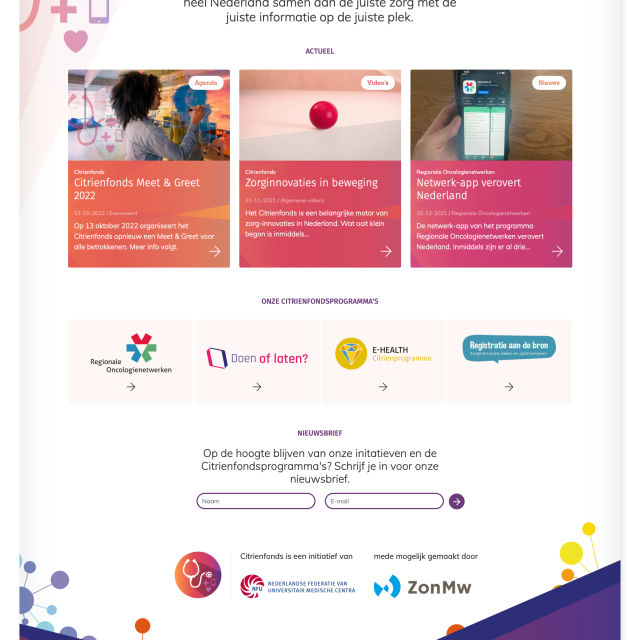 heel Nederland samen aan de juiste zorg met de
juiste informatie op de juiste plek.
ACTUEEL
Agenda
Citrienfonds
Citrienfonds Meet & Greet
2022
13-10-2022 / Evenement
Op 13 oktober 2022 organiseert het
Citrienfonds opnieuw een Meet & Greet voor
alle betrokkenen. Meer info volgt.
Video's
Citrienfonds
Zorginnovaties in beweging
15-11-2021 / Algemene video's
Het Citrienfonds is een belangrijke motor van
zorg-innovaties in Nederland. Wat ooit klein
begon is inmiddels...
Nieuws
Regionale Oncologienetwerken
Netwerk-app verovert
Nederland
10-12-2021 / Regionale Oncologienetwerken
De netwerk-app van het programma
Regionale Oncologienetwerken verovert
Nederland. Inmiddels zijn er al drie...
ONZE CITRIENFONDSPROGRAMMA'S
Regionale
Oncologienetwerken
Doen of laten?
E-HEALTH
Citrienprogramma
Registratie aan de bron
Zorginformatie delen en optimaliseren
NIEUWSBRIEF
Op de hoogte blijven van onze initatieven en de
Citrienfondsprogramma's? Schrijf je in voor onze
nieuwsbrief.
Naam
E-mail
Citrienfonds is een initiatief van
NFU
NEDERLANDSE FEDERATIE VAN
UNIVERSITAIR MEDISCHE CENTRA
mede mogelijk gemaakt door
ZonMw